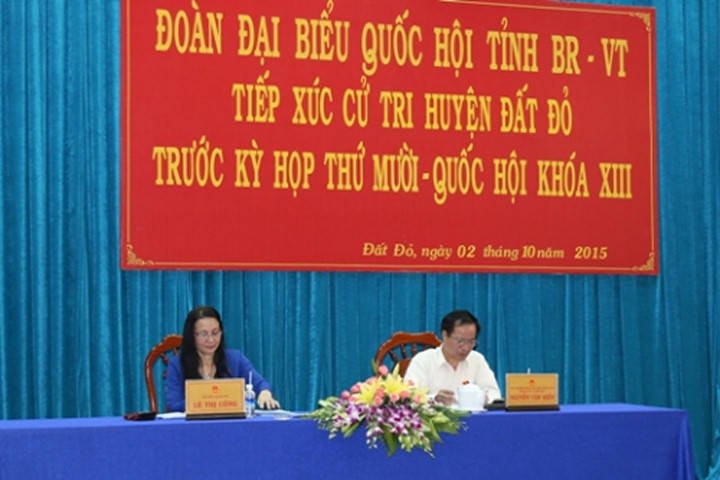 ĐOÀN ĐẠI BIỂU QUỐC HỘI TỈNH BR - VT
TIẾP XÚC CỬ TRI HUYỆN ĐẤT ĐỎ
TRƯỚC KỲ HỌP THỨ MƯỜI - QUỐC HỘI KHÓA XIII
Đất Đỏ, ngày 02 tháng 10 năm 2015
LÊ THỊ CÔNG
NGUYỄN VĂN HIẾN